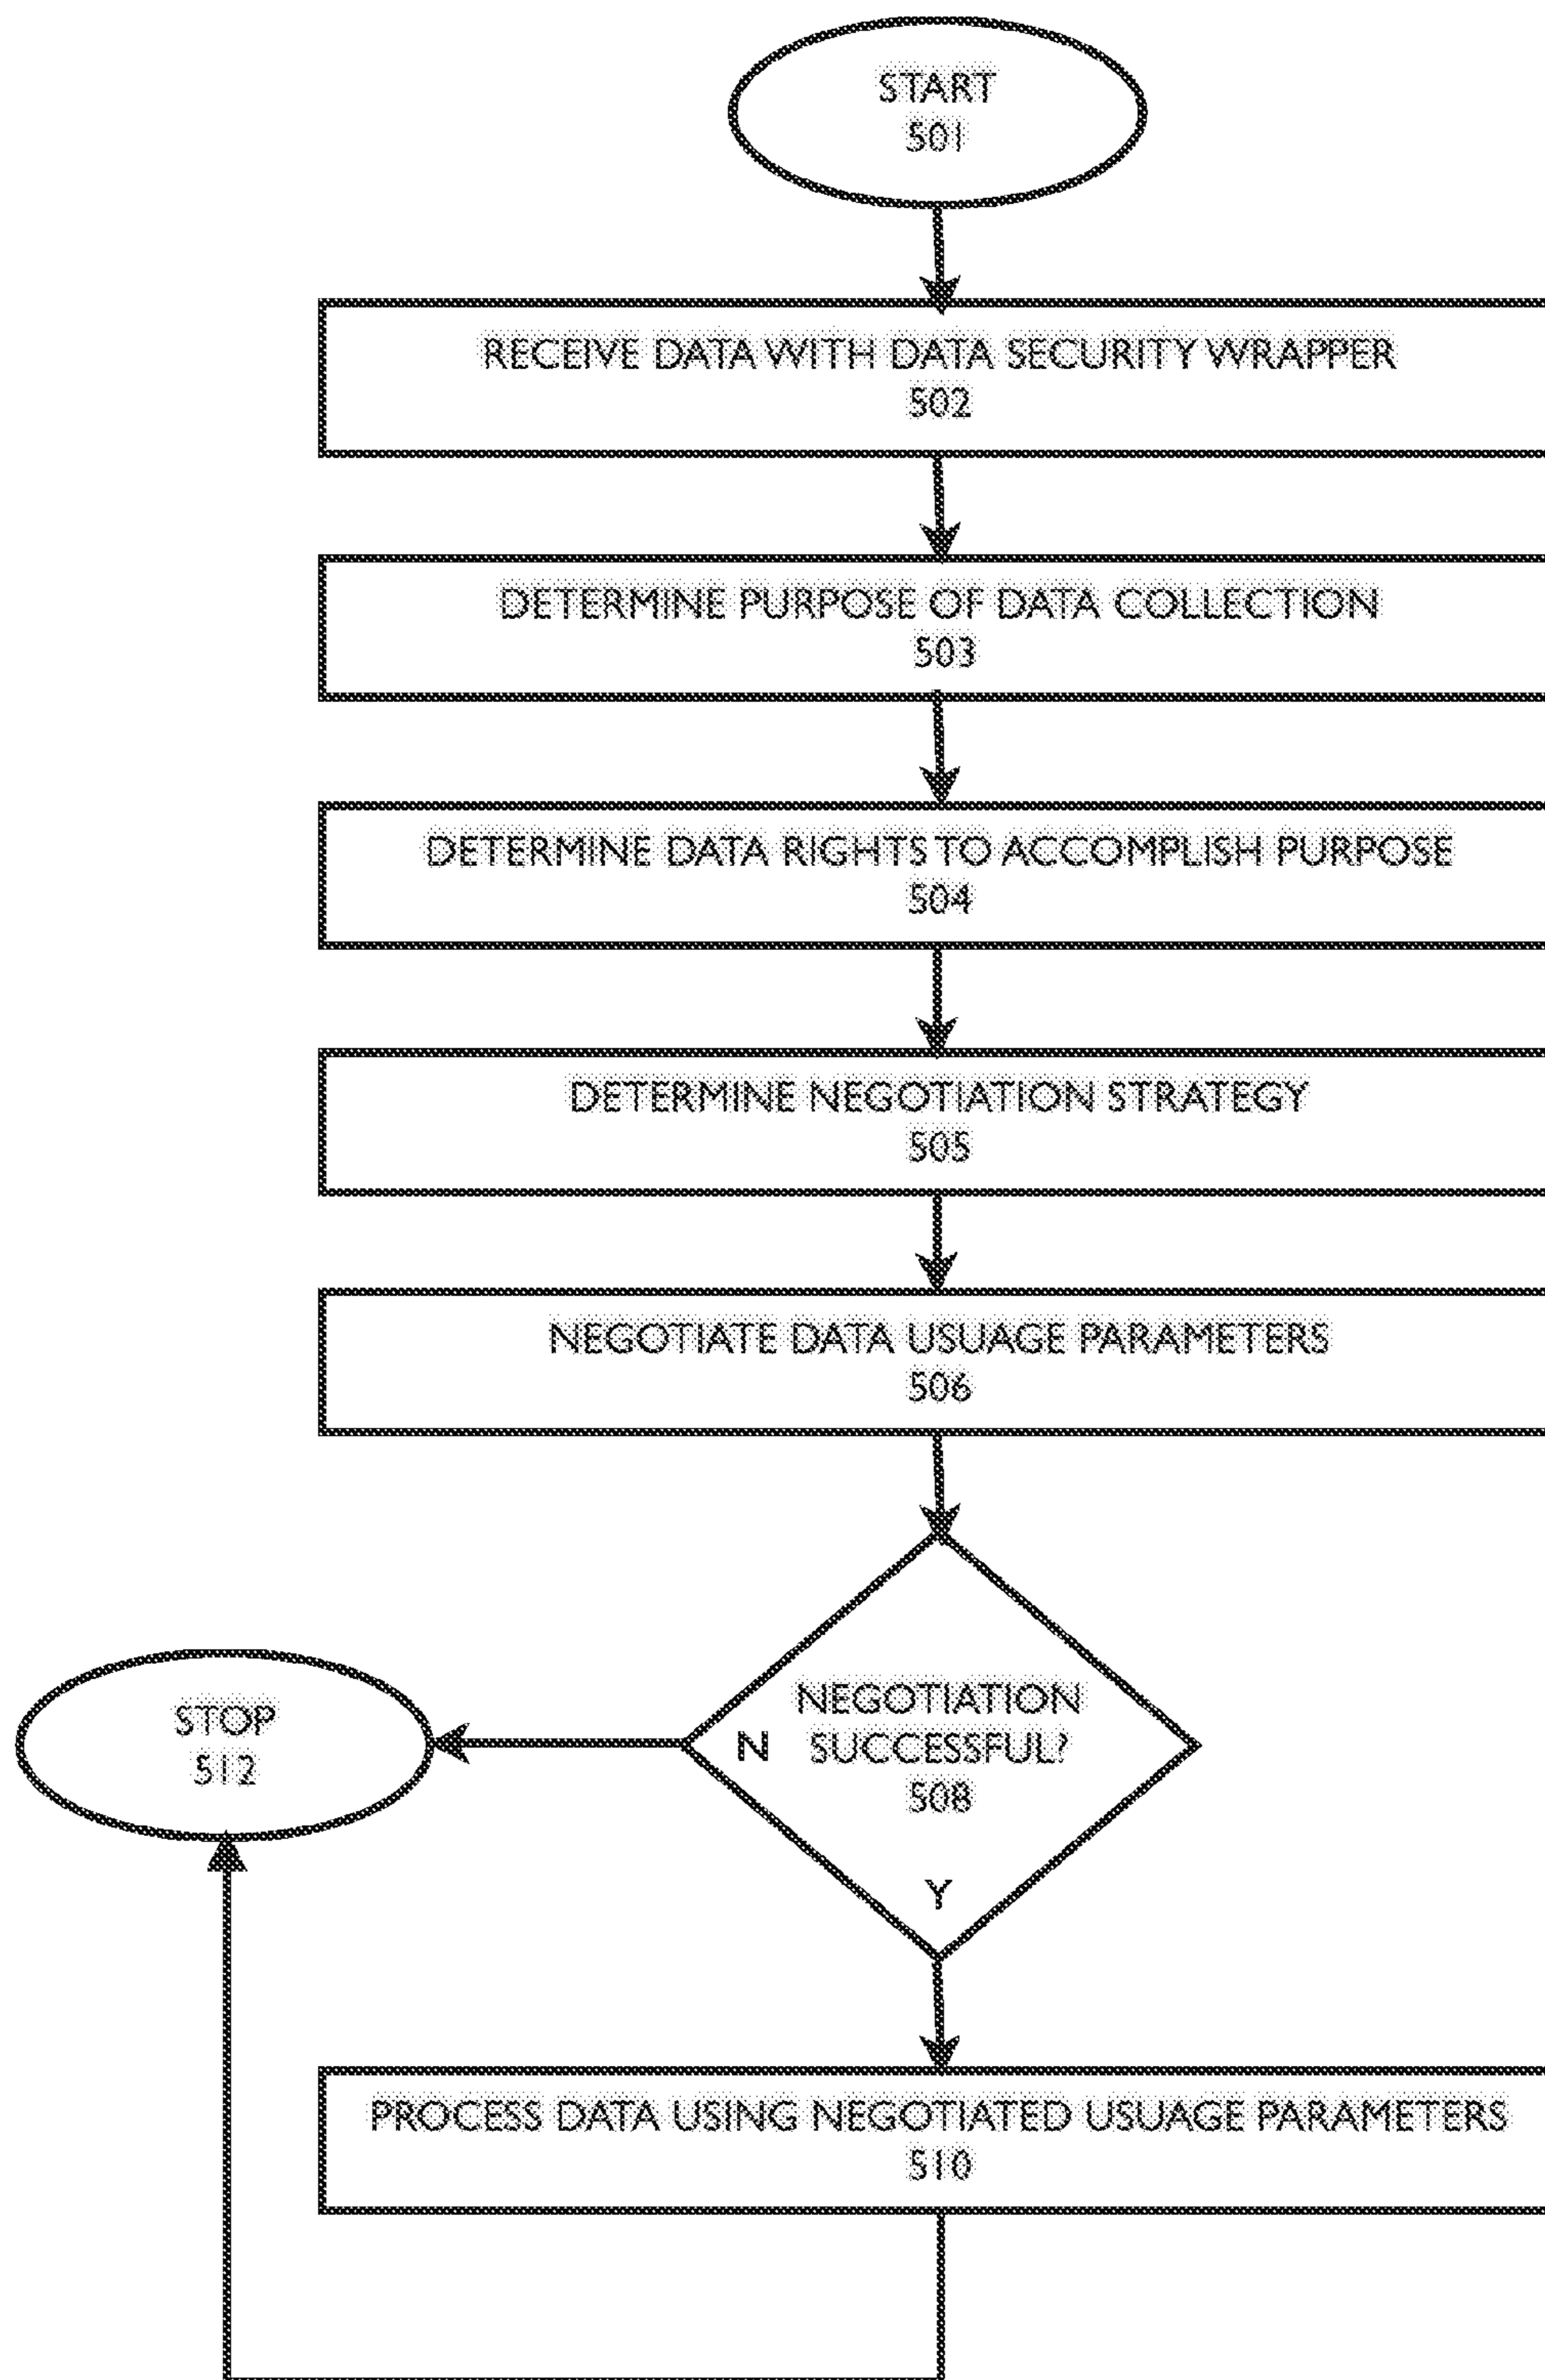 START
501
RECEIVE DATA WITH DATA SECURITY WRAPPER
502
DETERMINE PURPOSE OF DATA COLLECTION
503
DETERMINE DATA RIGHTS TO ACCOMPLISH PURPOSE
504
DETERMINE NEGOTIATION STRATEGY
505
NEGOTIATE DATA USUAGE PARAMETERS
506
NEGOTIATION
SUCCESSFUL?
508
N
Y
STOP
512
PROCESS DATA USING NEGOTIATED USUAGE PARAMETERS
510